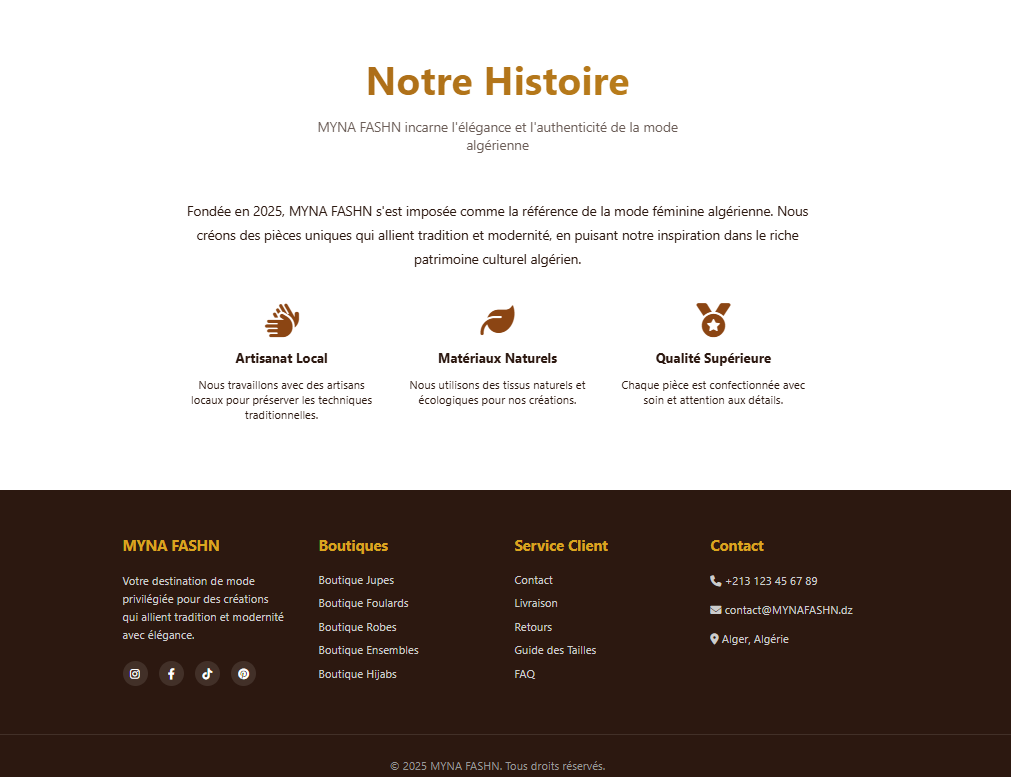 Notre Histoire
MYNA FASHN incarne l'élégance et l'authenticité de la mode
algérienne
Fondée en 2025, MYNA FASHN s'est imposée comme la référence de la mode féminine algérienne. Nous
créons des pièces uniques qui allient tradition et modernité, en puisant notre inspiration dans le riche
patrimoine culturel algérien.
Artisanat Local
Nous travaillons avec des artisans
locaux pour préserver les techniques
traditionnelles.
Matériaux Naturels
Nous utilisons des tissus naturels et
écologiques pour nos créations.
Qualité Supérieure
Chaque pièce est confectionnée avec
soin et attention aux détails.
MYNA FASHN
Votre destination de mode
privilégiée pour des créations
qui allient tradition et modernité
avec élégance.
Boutiques
Boutique Jupes
Boutique Foulards
Boutique Robes
Boutique Ensembles
Boutique Hijabs
Service Client
Contact
Livraison
Retours
Guide des Tailles
FAQ
Contact
+213 123 45 67 89
contact@MYNAFASHN.dz
Alger, Algérie
© 2025 MYNA FASHN. Tous droits réservés.